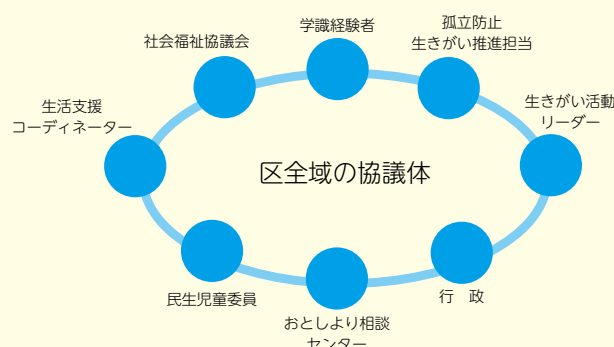 学識経験者
孤立防止
生きがい推進担当
社会福祉協議会
生きがい活動
リーダー
生活支援
コーディネーター
区全域の協議体
民生児童委員
行　政
おとしより相談
センター